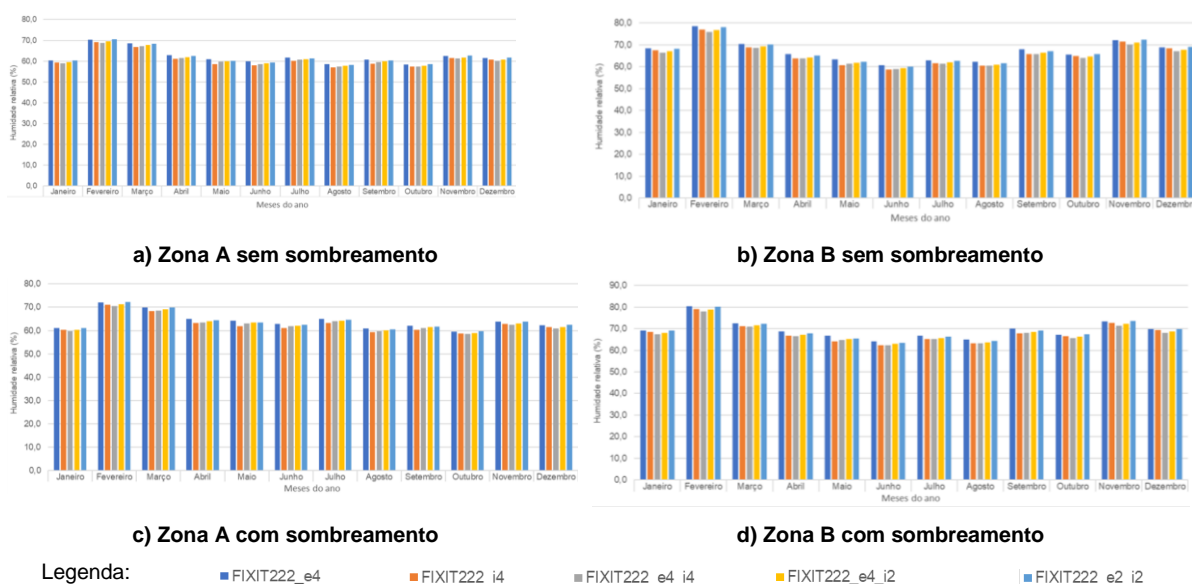 80,0
70,0
60,0
50,0
40,0
30,0
20,0
10,0
0,0
Humidade relativa (%)
Janeiro Fevereiro Março Abril Maio Junho Julho Agosto Setembro Outubro Novembro Dezembro
Meses do ano
a) Zona A sem sombreamento
80,0
70,0
60,0
50,0
40,0
30,0
20,0
10,0
0,0
Humidade relativa (%)
Janeiro Fevereiro Março Abril Maio Junho Julho Agosto Setembro Outubro Novembro Dezembr
Meses do ano
b) Zona B sem sombreamento
80,0
70,0
60,0
50,0
40,0
30,0
20,0
10,0
0,0
Humidade relativa (%)
Janeiro Fevereiro Março Abril Maio Junho Julho Agosto Setembro Outubro Novembro Dezembro
Meses do ano
c) Zona A com sombreamento
90,0
80,0
70,0
60,0
50,0
40,0
30,0
20,0
10,0
0,0
Humidade relativa (%)
Janeiro Fevereiro Março Abril Maio Junho Julho Agosto Setembro Outubro Novembro Dezembro
Meses do ano
d) Zona B com sombreamento
Legenda: FIXIT222_e4 FIXIT222_i4 FIXIT222_e4_i4 FIXIT222_e4_i2 FIXIT222_e2_i2